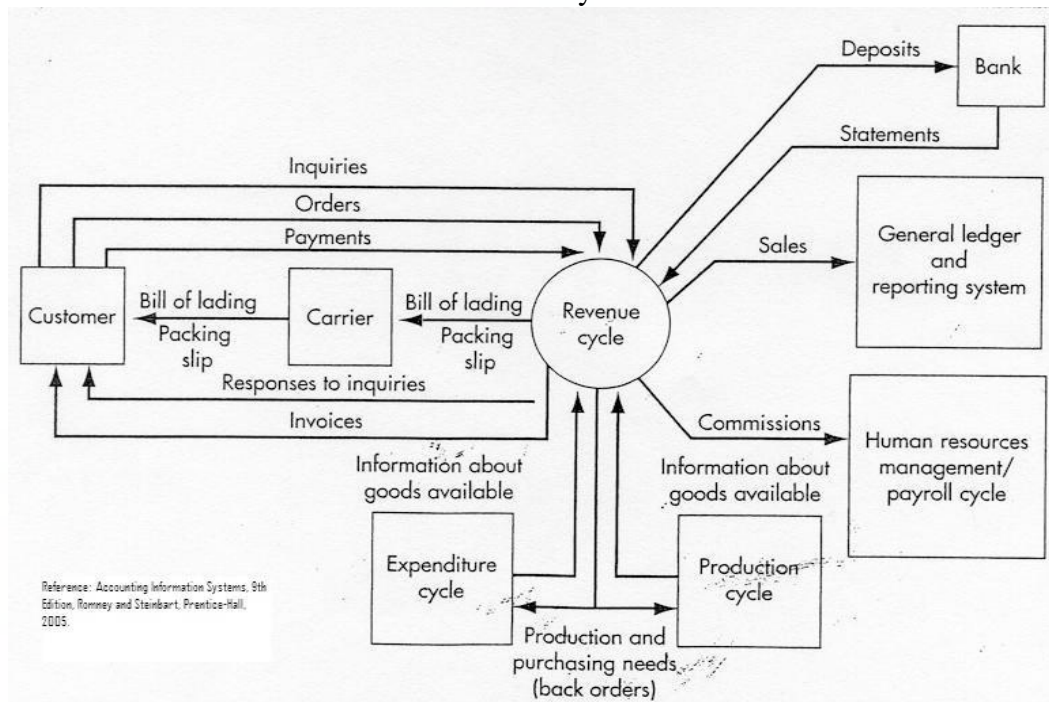 Deposits
Bank
Statements
Inquiries
Orders
Payments
Sales
General ledger
and
reporting system
Customer
Bill of lading
Packing
slip
Carrier
Bill of lading
Packing
slip
Revenue
cycle
Responses to inquiries
Invoices
Commissions
Human resources
management/
payroll cycle
Information about
goods available
Information about
goods available
Expenditure
cycle
Production
cycle
Production and
purchasing needs
(back orders)
Reference: Accounting Information Systems, 9th
Edition, Romney and Steinbart, Prentice-Hall,
2005.